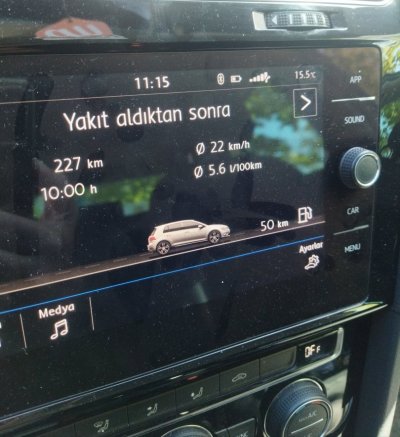 11:15 15.5°C
APP
Yakıt aldıktan sonra
SOUND
227 km Ø 22 km/h
10:00 h Ø 5.6 l/100km
CAR
50 km
Ayarlar
MENU
Medya
A/C